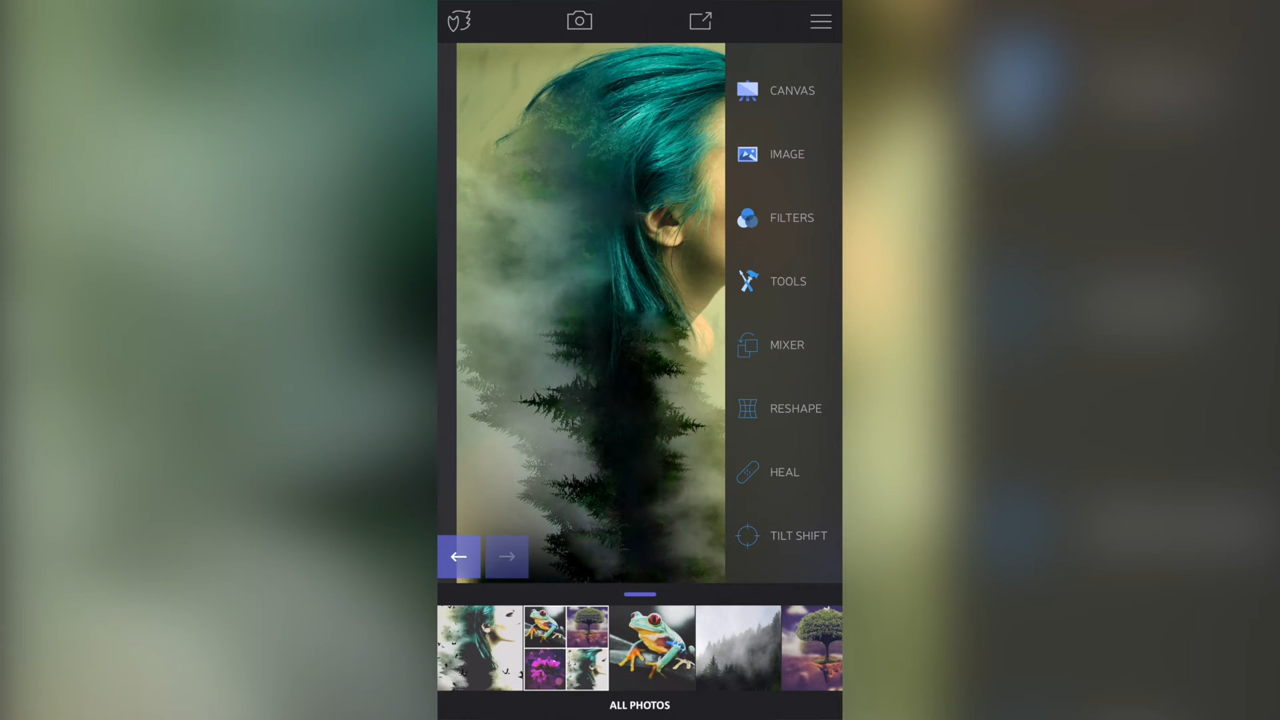 CANVAS
IMAGE
FILTERS
TOOLS
MIXER
RESHAPE
HEAL
TILT SHIFT
ALL PHOTOS